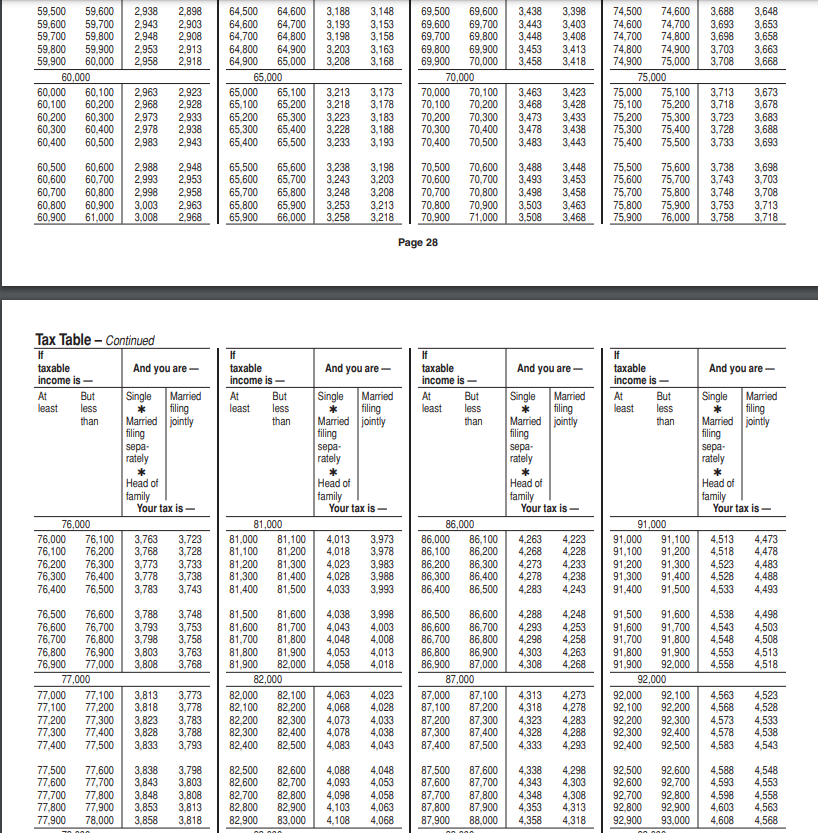 59,500 59,600 2,938 2,898 64,500 64,600 3,188 3,148 69,500 69,600 3,438 3,398 74,500 74,600 3,688 3,648
59,600 59,700 2,943 2,903 64,600 64,700 3,193 3,153 69,600 69,700 3,443 3,403 74,600 74,700 3,693 3,653
59,700 59,800 2,948 2,908 64,700 64,800 3,198 3,158 69,700 69,800 3,448 3,408 74,700 74,800 3,698 3,658
59,800 59,900 2,953 2,913 64,800 64,900 3,203 3,163 69,800 69,900 3,453 3,413 74,800 74,900 3,703 3,663
59,900 60,000 2,958 2,918 64,900 65,000 3,208 3,168 69,900 70,000 3,458 3,418 74,900 75,000 3,708 3,668
60,000 65,000 70,000 75,000
60,000 60,100 2,963 2,923 65,000 65,100 3,213 3,173 70,000 70,100 3,463 3,423 75,000 75,100 3,713 3,673
60,100 60,200 2,968 2,928 65,100 65,200 3,218 3,178 70,100 70,200 3,468 3,428 75,100 75,200 3,718 3,678
60,200 60,300 2,973 2,933 65,200 65,300 3,223 3,183 70,200 70,300 3,473 3,433 75,200 75,300 3,723 3,683
60,300 60,400 2,978 2,938 65,300 65,400 3,228 3,188 70,300 70,400 3,478 3,438 75,300 75,400 3,728 3,688
60,400 60,500 2,983 2,943 65,400 65,500 3,233 3,193 70,400 70,500 3,483 3,443 75,400 75,500 3,733 3,693
60,500 60,600 2,988 2,948 65,500 65,600 3,238 3,198 70,500 70,600 3,488 3,448 75,500 75,600 3,738 3,698
60,600 60,700 2,993 2,953 65,600 65,700 3,243 3,203 70,600 70,700 3,493 3,453 75,600 75,700 3,743 3,703
60,700 60,800 2,998 2,958 65,700 65,800 3,248 3,208 70,700 70,800 3,498 3,458 75,700 75,800 3,748 3,708
60,800 60,900 3,003 2,963 65,800 65,900 3,253 3,213 70,800 70,900 3,503 3,463 75,800 75,900 3,753 3,713
60,900 61,000 3,008 2,968 65,900 66,000 3,258 3,218 70,900 71,000 3,508 3,468 75,900 76,000 3,758 3,718
Page 28
Tax Table – Continued
If If If If
taxable And you are — taxable And you are — taxable And you are — taxable And you are —
income is — income is — income is — income is —
At But Single Married At But Single Married At But Single Married At But Single Married
least less ✱ filing least less ✱ filing least less ✱ filing least less ✱ filing
than Married jointly than Married jointly than Married jointly than Married jointly
filing filing filing filing
sepa- sepa- sepa- sepa-
rately rately rately rately
✱ ✱ ✱ ✱
Head of Head of Head of Head of
family family family family
Your tax is — Your tax is — Your tax is — Your tax is —
76,000 81,000 86,000 91,000
76,000 76,100 3,763 3,723 81,000 81,100 4,013 3,973 86,000 86,100 4,263 4,223 91,000 91,100 4,513 4,473
76,100 76,200 3,768 3,728 81,100 81,200 4,018 3,978 86,100 86,200 4,268 4,228 91,100 91,200 4,518 4,478
76,200 76,300 3,773 3,733 81,200 81,300 4,023 3,983 86,200 86,300 4,273 4,233 91,200 91,300 4,523 4,483
76,300 76,400 3,778 3,738 81,300 81,400 4,028 3,988 86,300 86,400 4,278 4,238 91,300 91,400 4,528 4,488
76,400 76,500 3,783 3,743 81,400 81,500 4,033 3,993 86,400 86,500 4,283 4,243 91,400 91,500 4,533 4,493
76,500 76,600 3,788 3,748 81,500 81,600 4,038 3,998 86,500 86,600 4,288 4,248 91,500 91,600 4,538 4,498
76,600 76,700 3,793 3,753 81,600 81,700 4,043 4,003 86,600 86,700 4,293 4,253 91,600 91,700 4,543 4,503
76,700 76,800 3,798 3,758 81,700 81,800 4,048 4,008 86,700 86,800 4,298 4,258 91,700 91,800 4,548 4,508
76,800 76,900 3,803 3,763 81,800 81,900 4,053 4,013 86,800 86,900 4,303 4,263 91,800 91,900 4,553 4,513
76,900 77,000 3,808 3,768 81,900 82,000 4,058 4,018 86,900 87,000 4,308 4,268 91,900 92,000 4,558 4,518
77,000 82,000 87,000 92,000
77,000 77,100 3,813 3,773 82,000 82,100 4,063 4,023 87,000 87,100 4,313 4,273 92,000 92,100 4,563 4,523
77,100 77,200 3,818 3,778 82,100 82,200 4,068 4,028 87,100 87,200 4,318 4,278 92,100 92,200 4,568 4,528
77,200 77,300 3,823 3,783 82,200 82,300 4,073 4,033 87,200 87,300 4,323 4,283 92,200 92,300 4,573 4,533
77,300 77,400 3,828 3,788 82,300 82,400 4,078 4,038 87,300 87,400 4,328 4,288 92,300 92,400 4,578 4,538
77,400 77,500 3,833 3,793 82,400 82,500 4,083 4,043 87,400 87,500 4,333 4,293 92,400 92,500 4,583 4,543
77,500 77,600 3,838 3,798 82,500 82,600 4,088 4,048 87,500 87,600 4,338 4,298 92,500 92,600 4,588 4,548
77,600 77,700 3,843 3,803 82,600 82,700 4,093 4,053 87,600 87,700 4,343 4,303 92,600 92,700 4,593 4,553
77,700 77,800 3,848 3,808 82,700 82,800 4,098 4,058 87,700 87,800 4,348 4,308 92,700 92,800 4,598 4,558
77,800 77,900 3,853 3,813 82,800 82,900 4,103 4,063 87,800 87,900 4,353 4,313 92,800 92,900 4,603 4,563
77,900 78,000 3,858 3,818 82,900 83,000 4,108 4,068 87,900 88,000 4,358 4,318 92,900 93,000 4,608 4,568